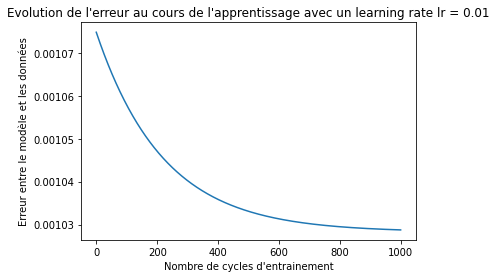 Evolution de l'erreur au cours de l'apprentissage avec un learning rate lr = 0.01
Erreur entre le modèle et les données
0.00107
0.00106
0.00105
0.00104
0.00103
0 200 400 600 800 1000
Nombre de cycles d'entrainement